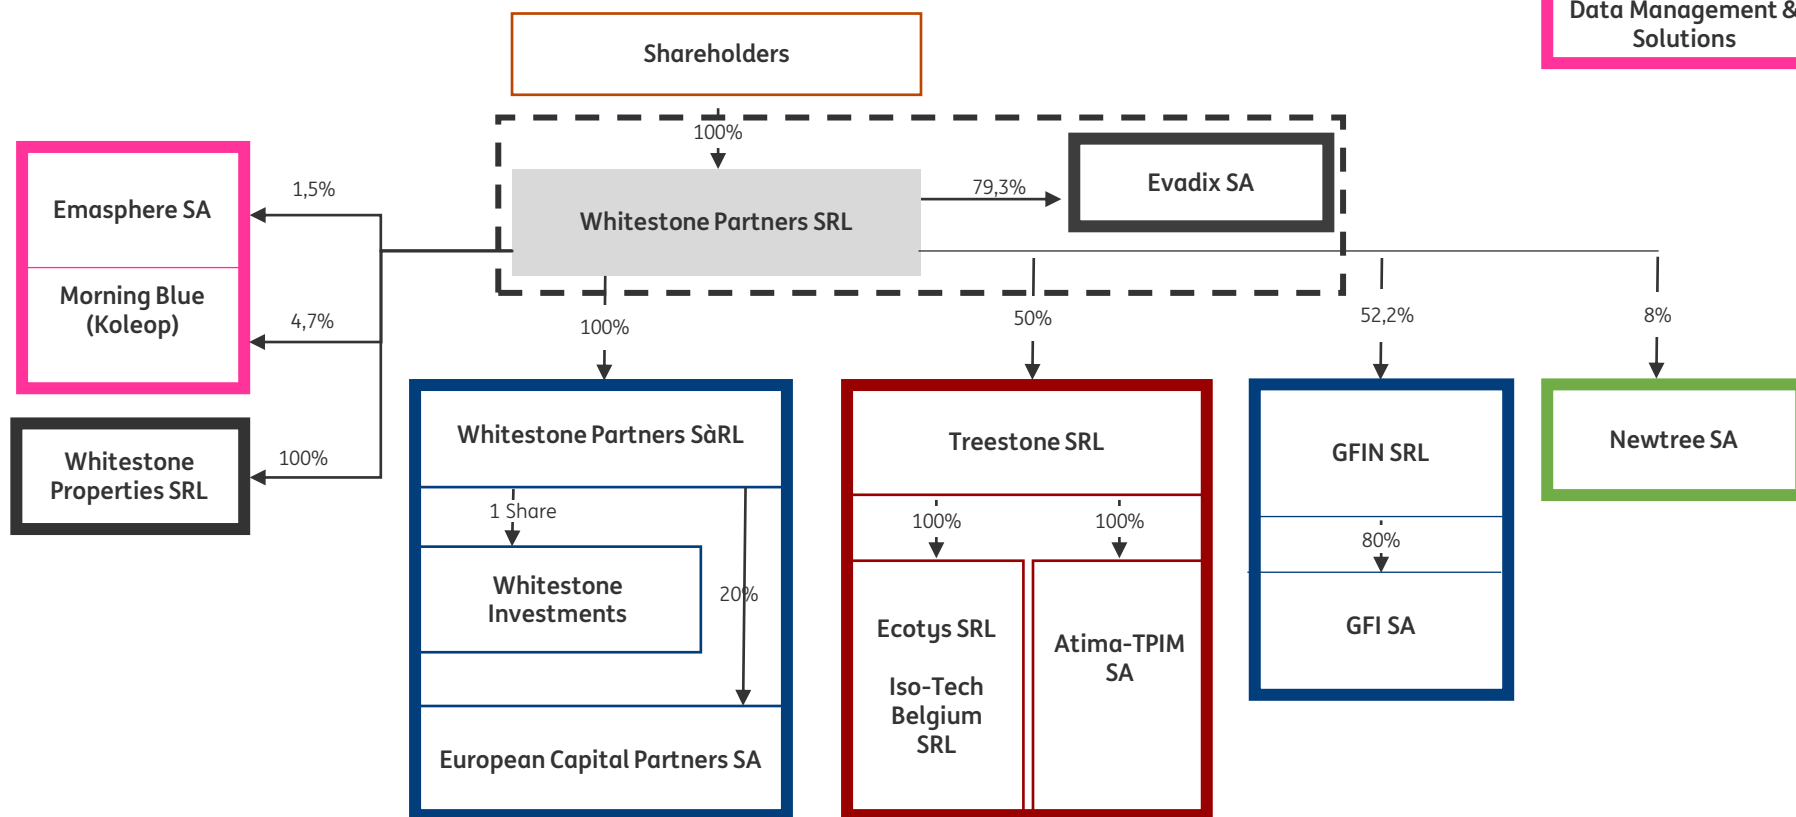 Data Management &
Solutions
Shareholders
100%
Whitestone Partners SRL
79,3%
Evadix SA
Emasphere SA
1,5%
Morning Blue
(Koleop)
4,7%
Whitestone
Properties SRL
100%
100%
50%
52,2%
8%
Whitestone Partners SàRL
1 Share
Whitestone
Investments
20%
European Capital Partners SA
Treestone SRL
100%
100%
Ecotys SRL
Iso-Tech
Belgium
SRL
Atima-TPIM
SA
GFIN SRL
80%
GFI SA
Newtree SA